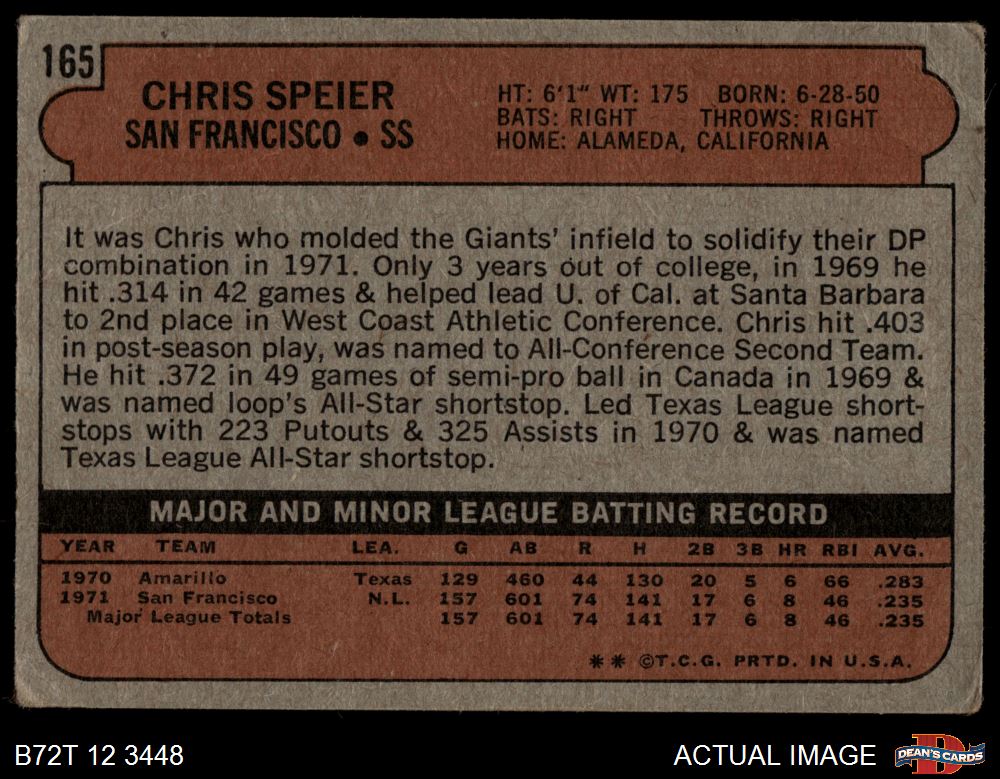 165
CHRIS SPEIER
SAN FRANCISCO • SS
HT: 6'1" WT: 175 BORN: 6-28-50
BATS: RIGHT THROWS: RIGHT
HOME: ALAMEDA, CALIFORNIA
It was Chris who molded the Giants' infield to solidify their DP
combination in 1971. Only 3 years out of college, in 1969 he
hit .314 in 42 games & helped lead U. of Cal. at Santa Barbara
to 2nd place in West Coast Athletic Conference. Chris hit .403
in post-season play, was named to All-Conference Second Team.
He hit .372 in 49 games of semi-pro ball in Canada in 1969 &
was named loop's All-Star shortstop. Led Texas League short-
stops with 223 Putouts & 325 Assists in 1970 & was named
Texas League All-Star shortstop.
MAJOR AND MINOR LEAGUE BATTING RECORD
YEAR TEAM LEA. G AB R H 2B 3B HR RBI AVG.
1970 Amarillo Texas 129 460 44 130 20 5 6 66 .283
1971 San Francisco N.L. 157 601 74 141 17 6 8 46 .235
Major League Totals 157 601 74 141 17 6 8 46 .235
** ©T.C.G. PRTD. IN U.S.A.
B72T 12 3448
ACTUAL IMAGE
DEAN'S CARDS